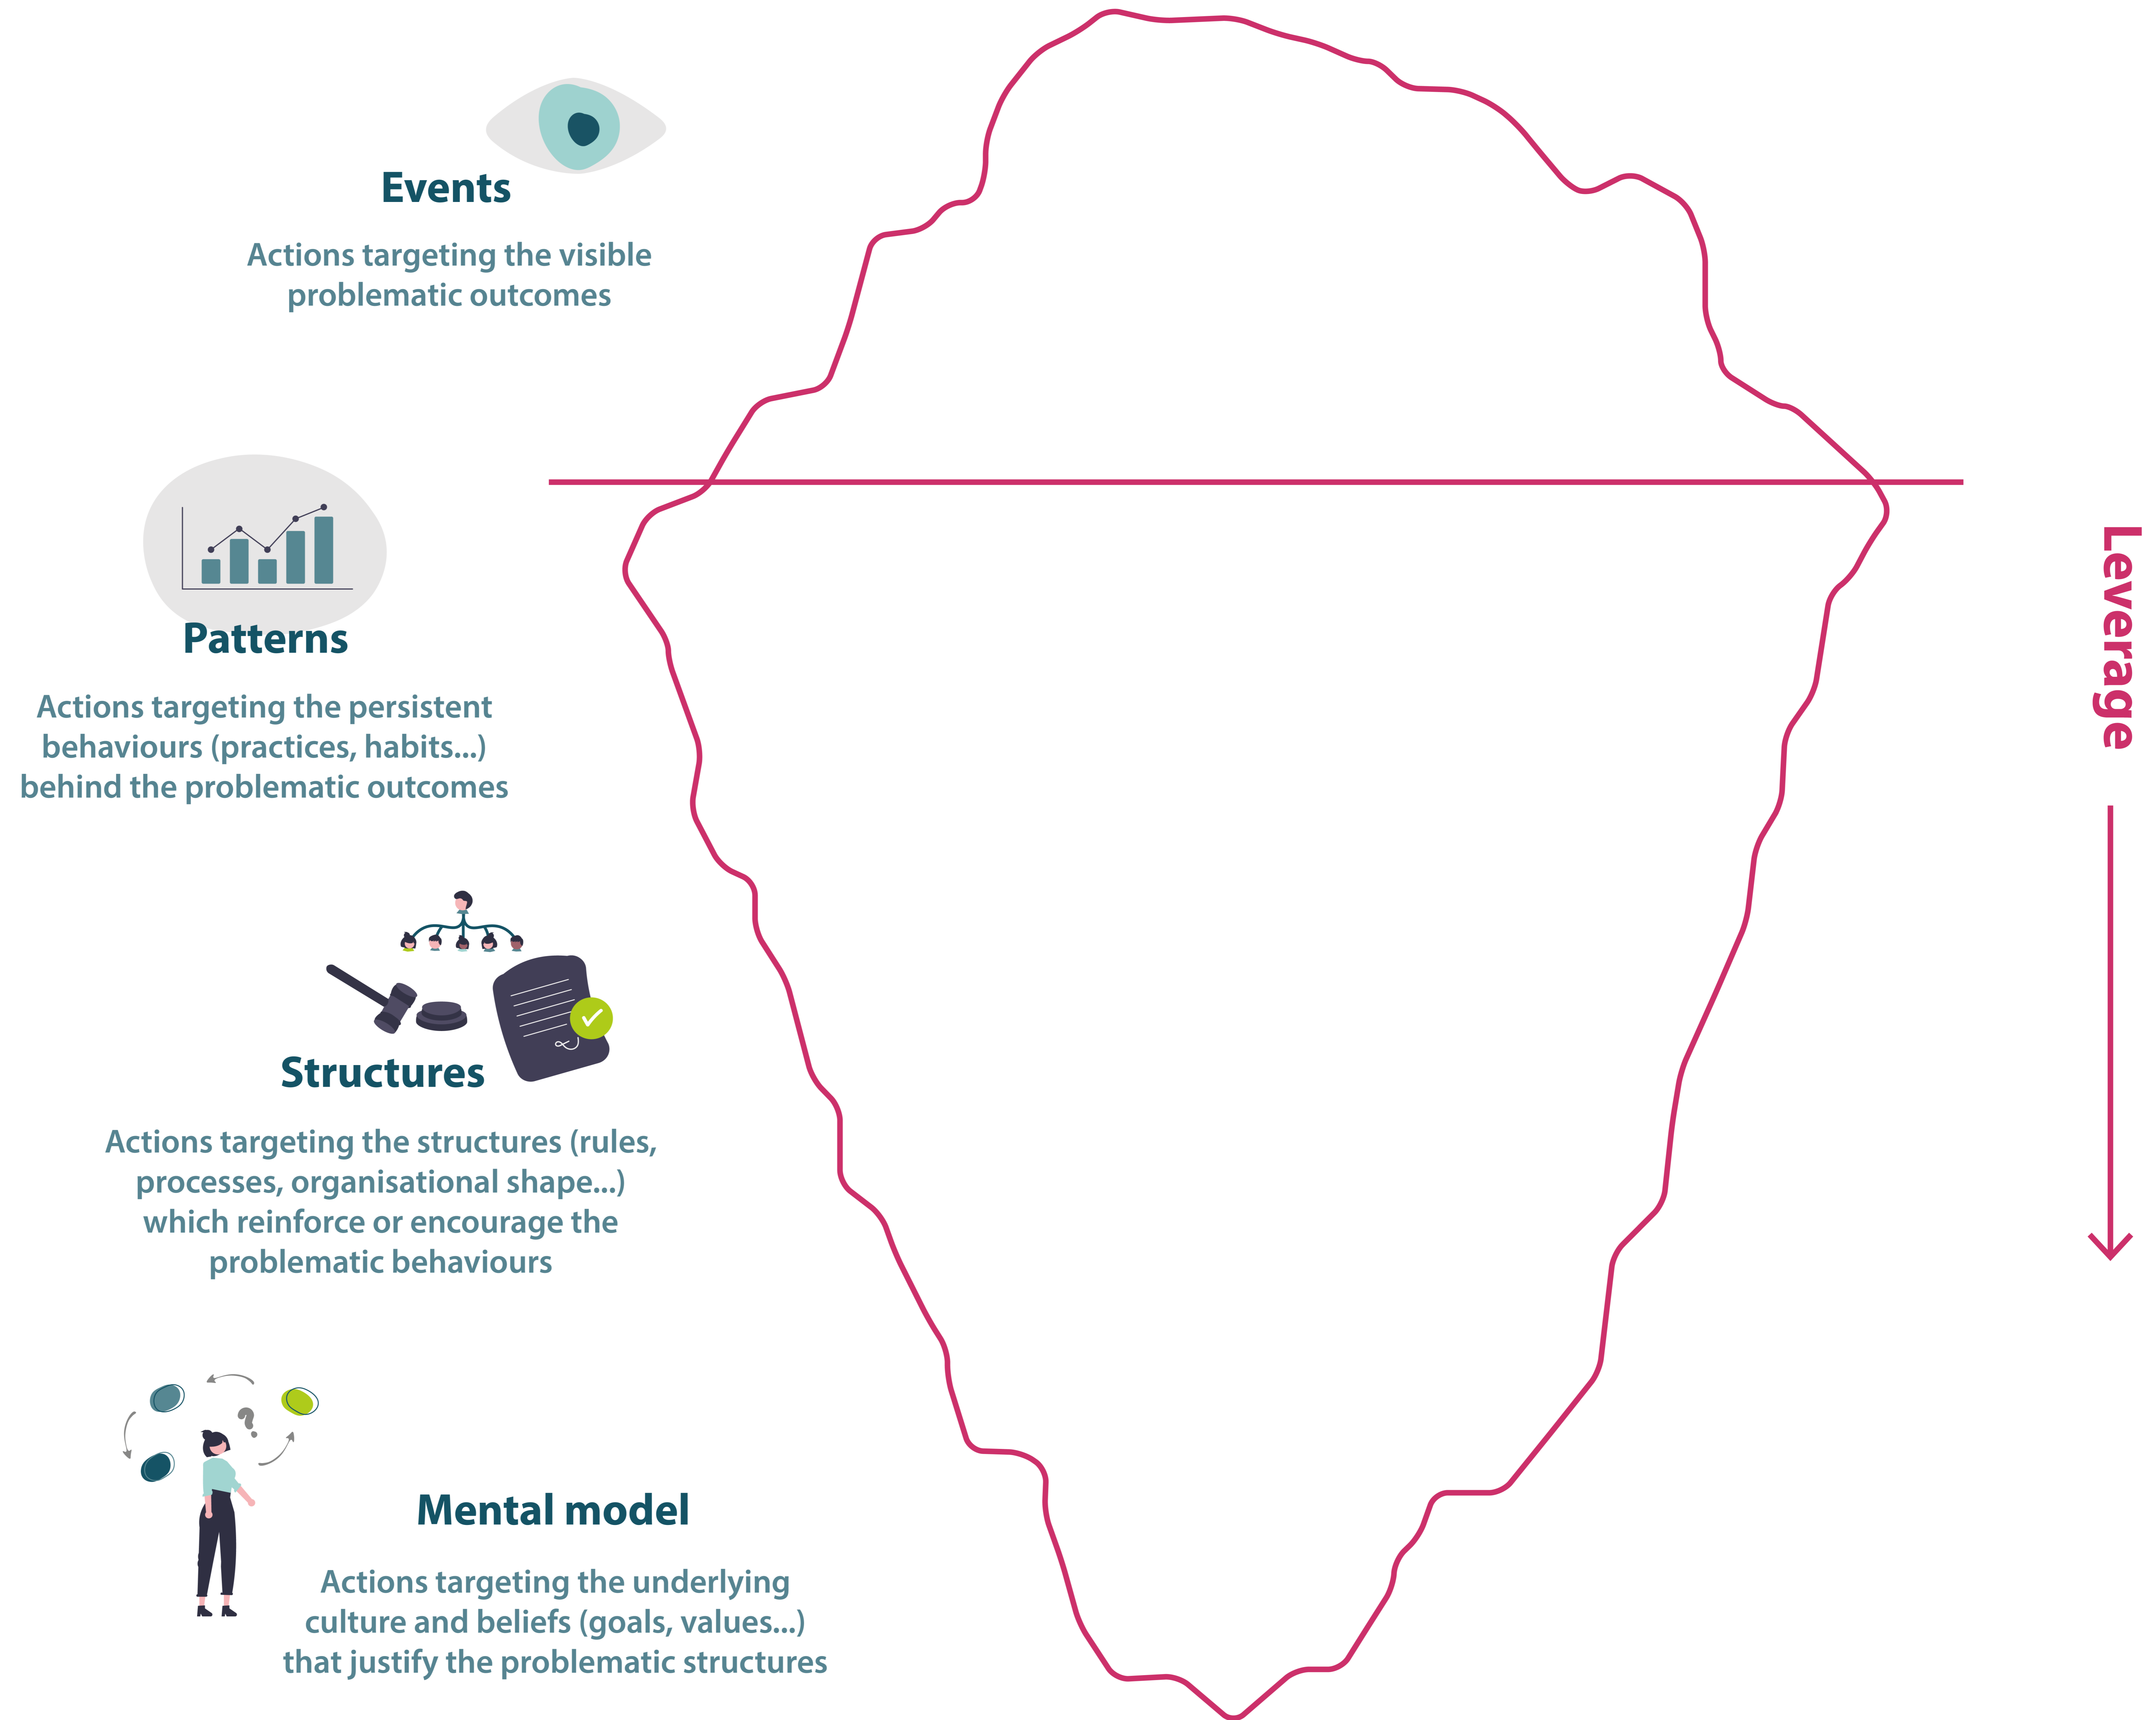 Events
Actions targeting the visible
problematic outcomes
Patterns
Actions targeting the persistent
behaviours (practices, habits...)
behind the problematic outcomes
Leverage
Structures
Actions targeting the structures (rules,
processes, organisational shape...)
which reinforce or encourage the
problematic behaviours
Mental model
Actions targeting the underlying
culture and beliefs (goals, values...)
that justify the problematic structures